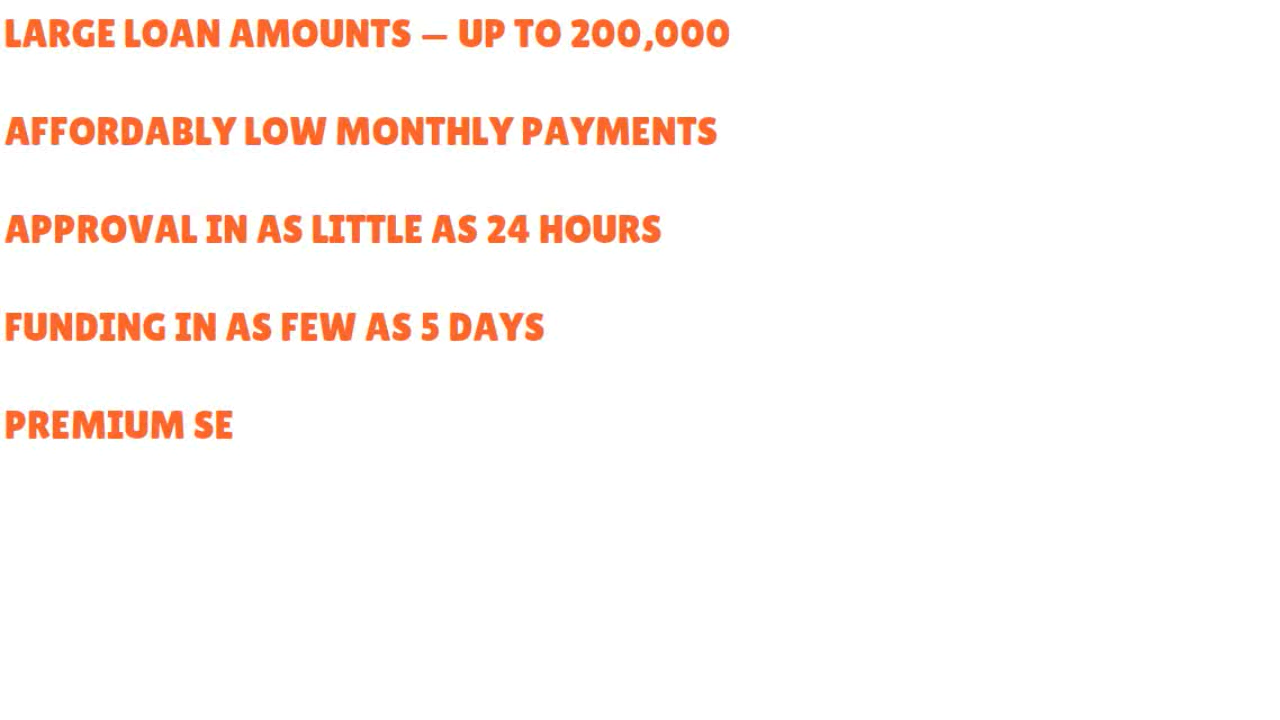 LARGE LOAN AMOUNTS – UP TO 200,000
AFFORDABLY LOW MONTHLY PAYMENTS
APPROVAL IN AS LITTLE AS 24 HOURS
FUNDING IN AS FEW AS 5 DAYS
PREMIUM SE